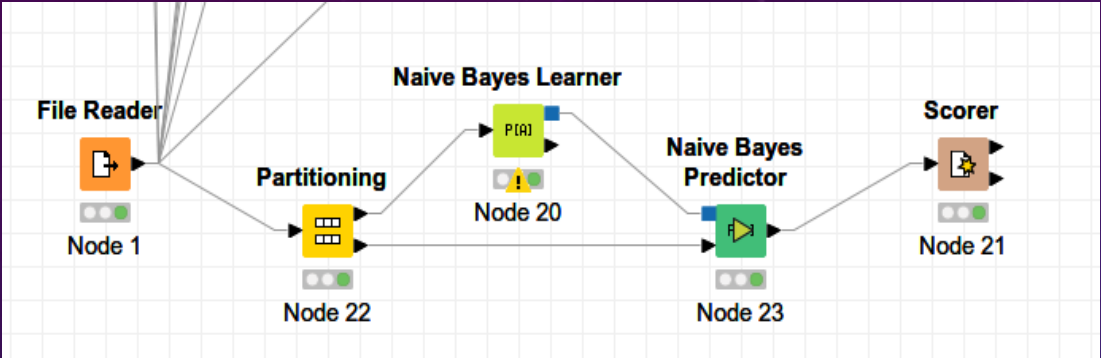 Naive Bayes Learner
File Reader
Scorer
P[A]
Naive Bayes
Predictor
Partitioning
Node 20
Node 1
Node 21
Node 22
Node 23